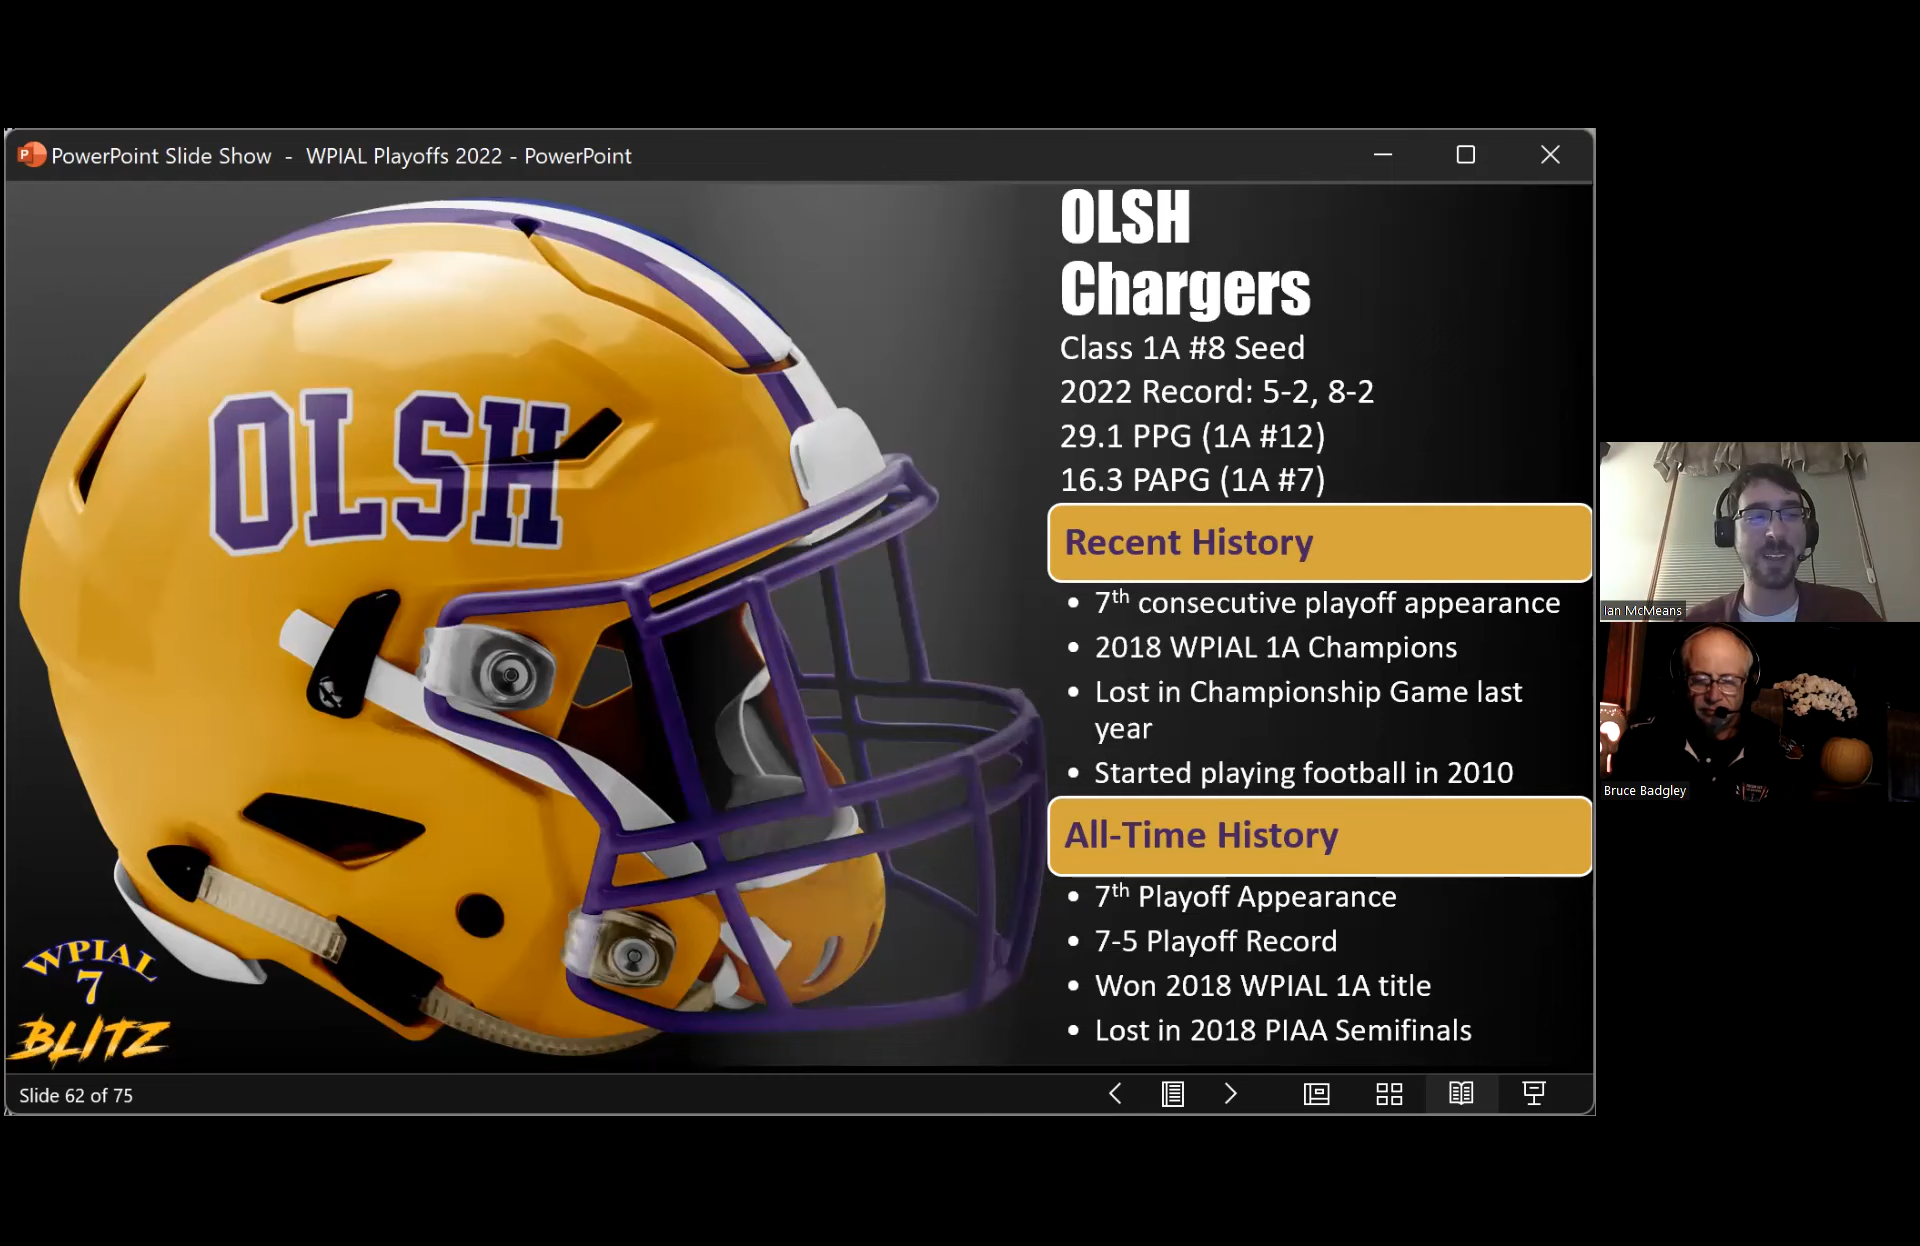 PowerPoint Slide Show - WPIAL Playoffs 2022 - PowerPoint
OLSH
Chargers
Class 1A #8 Seed
2022 Record: 5-2, 8-2
29.1 PPG (1A #12)
16.3 PAPG (1A #7)
Recent History
• 7th consecutive playoff appearance
• 2018 WPIAL 1A Champions
• Lost in Championship Game last
year
• Started playing football in 2010
All-Time History
• 7th Playoff Appearance
• 7-5 Playoff Record
• Won 2018 WPIAL 1A title
• Lost in 2018 PIAA Semifinals
OLSH
WPIAL
7
BLITZ
Slide 62 of 75
Ian McMeans
Bruce Badgley